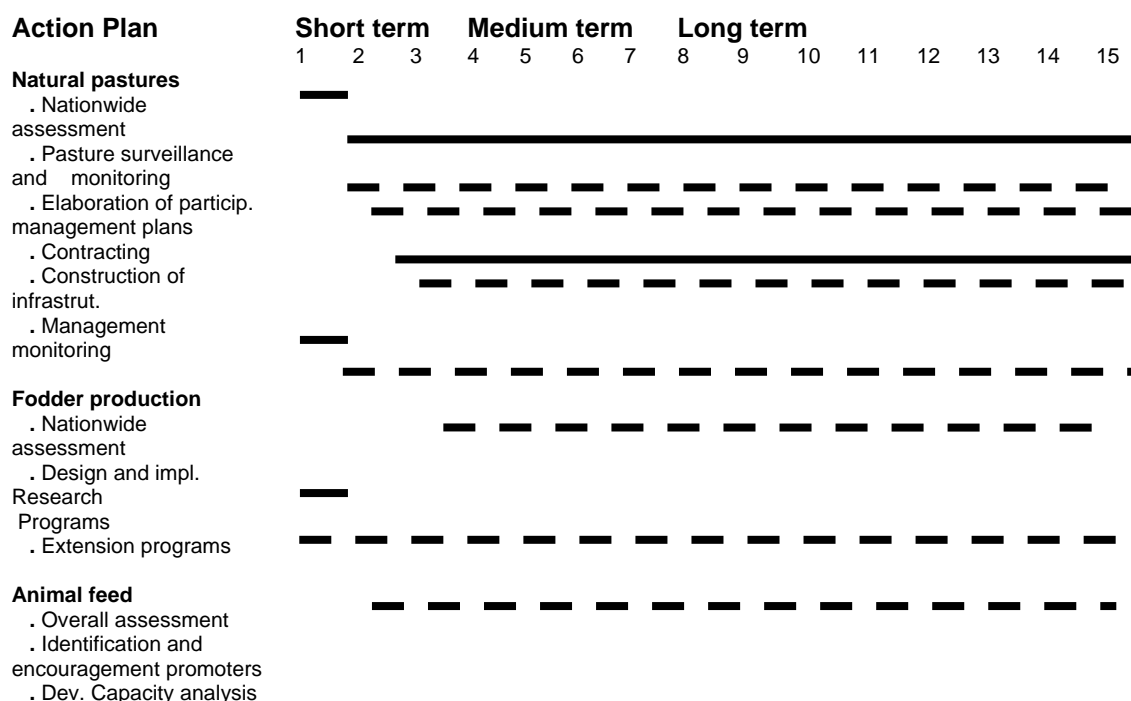 Action Plan Short term Medium term Long term
1 2 3 4 5 6 7 8 9 10 11 12 13 14 15
Natural pastures
. Nationwide
assessment
. Pasture surveillance
and monitoring
. Elaboration of particip.
management plans
. Contracting
. Construction of
infrastrut.
. Management
monitoring
Fodder production
. Nationwide
assessment
. Design and impl.
Research
Programs
. Extension programs
Animal feed
. Overall assessment
. Identification and
encouragement promoters
. Dev. Capacity analysis